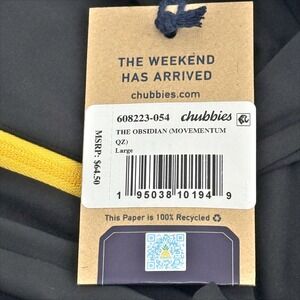 THE WEEKEND
HAS ARRIVED
chubbies.com
608223-054 chubbies
THE OBSIDIAN (MOVEMENTUM
QZ)
Large
MSRP: $64.50
1 95038 10194 9
This Paper is 100% Recycled